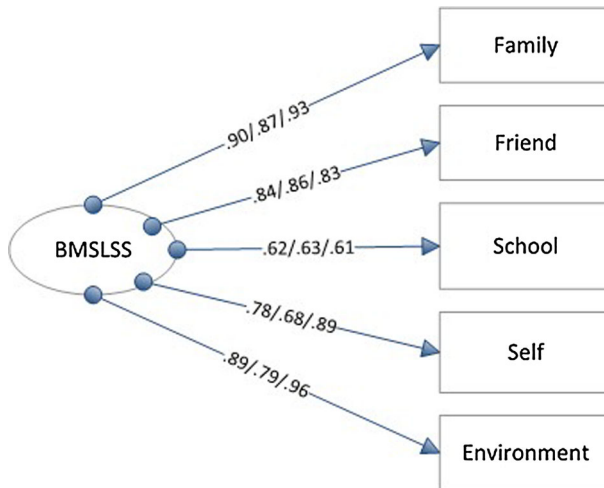 Family
.90/.87/.93
Friend
.84/.86/.83
BMSLSS
.62/.63/.61
School
.78/.68/.89
Self
.89/.79/.96
Environment